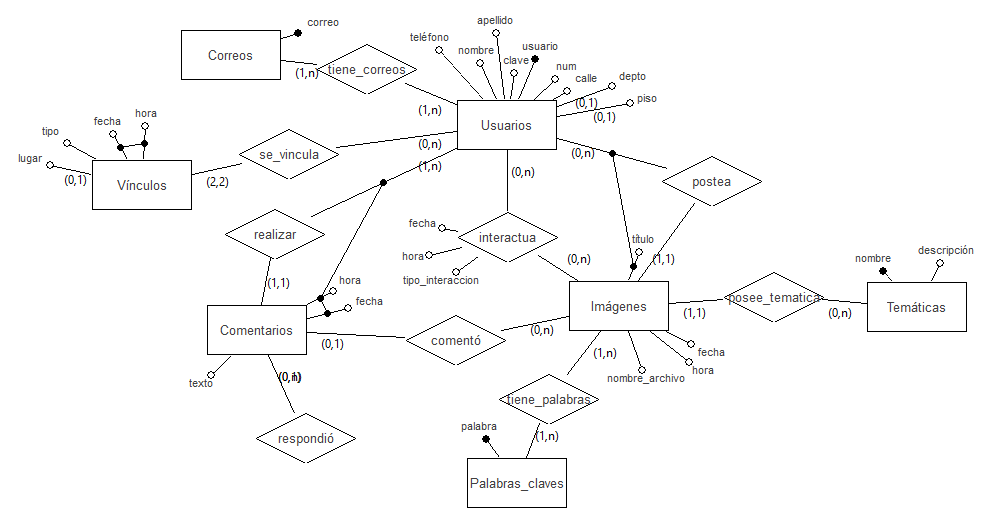 correo
Correos
(1,n)
tiene_correos
(1,n)
apellido
teléfono
nombre
usuario
clave
num
calle
depto
(0,1)
piso
(0,1)
Usuarios
(0,n)
(1,n)
(0,n)
(0,n)
tipo
fecha
hora
lugar
(0,1)
Vínculos
(2,2)
se_vincula
postea
realizar
fecha
interactua
hora
tipo_interaccion
(0,n)
título
(1,1)
(1,1)
hora
fecha
Comentarios
(0,1)
texto
comentó
(0,n)
Imágenes
(1,1)
posee_tematica
(0,n)
nombre
descripción
Temáticas
fecha
hora
nombre_archivo
(1,n)
tiene_palabras
(1,n)
palabra
Palabras_claves
respondió